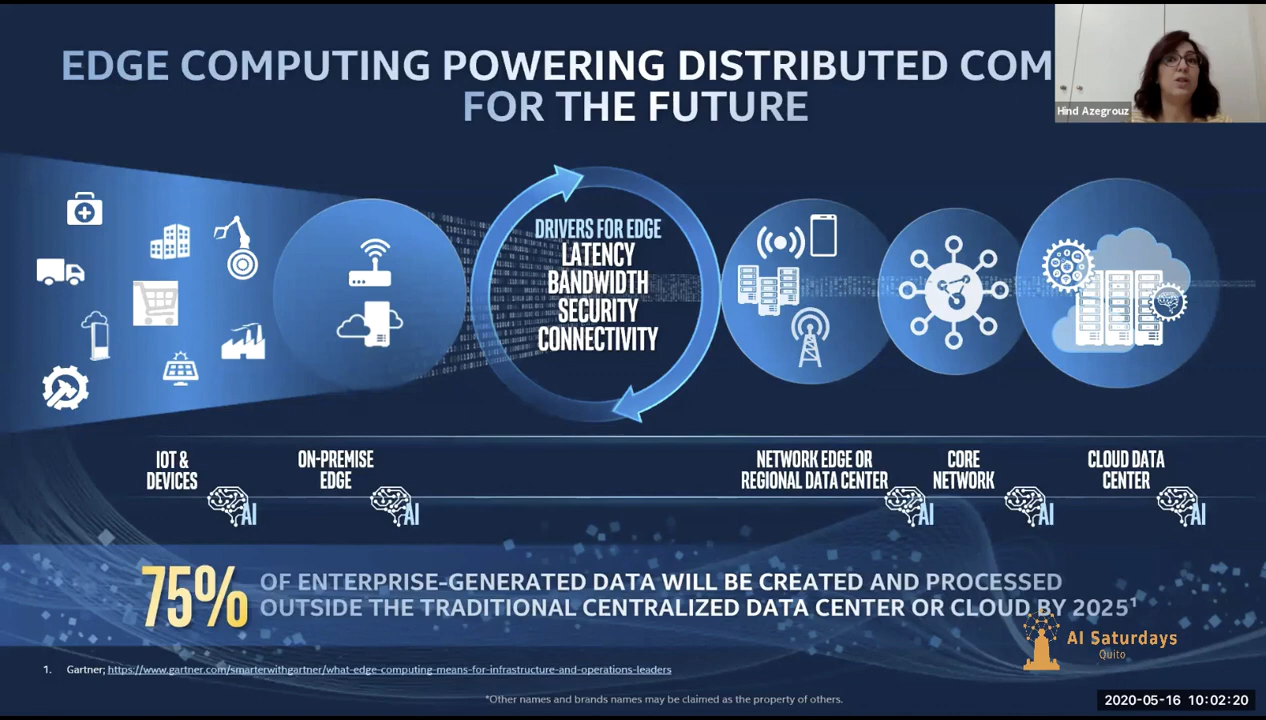 EDGE COMPUTING POWERING DISTRIBUTED COM
FOR THE FUTURE
Hind Azegrouz
DRIVERS FOR EDGE
LATENCY
BANDWIDTH
SECURITY
CONNECTIVITY
IOT &
DEVICES
AI
ON-PREMISE
EDGE
AI
NETWORK EDGE OR
REGIONAL DATA CENTER
AI
CORE
NETWORK
AI
CLOUD DATA
CENTER
AI
75% OF ENTERPRISE-GENERATED DATA WILL BE CREATED AND PROCESSED
OUTSIDE THE TRADITIONAL CENTRALIZED DATA CENTER OR CLOUD BY 2025¹
AI Saturdays
Quito
1. Gartner; https://www.gartner.com/smarterwithgartner/what-edge-computing-means-for-infrastructure-and-operations-leaders
*Other names and brands names may be claimed as the property of others.
2020-05-16 10:02:20